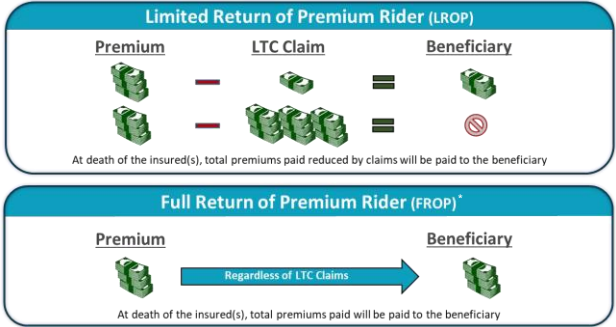 Limited Return of Premium Rider (LROP)
Premium LTC Claim Beneficiary
At death of the insured(s), total premiums paid reduced by claims will be paid to the beneficiary
Full Return of Premium Rider (FROP)*
Premium Beneficiary
Regardless of LTC Claims
At death of the insured(s), total premiums paid will be paid to the beneficiary